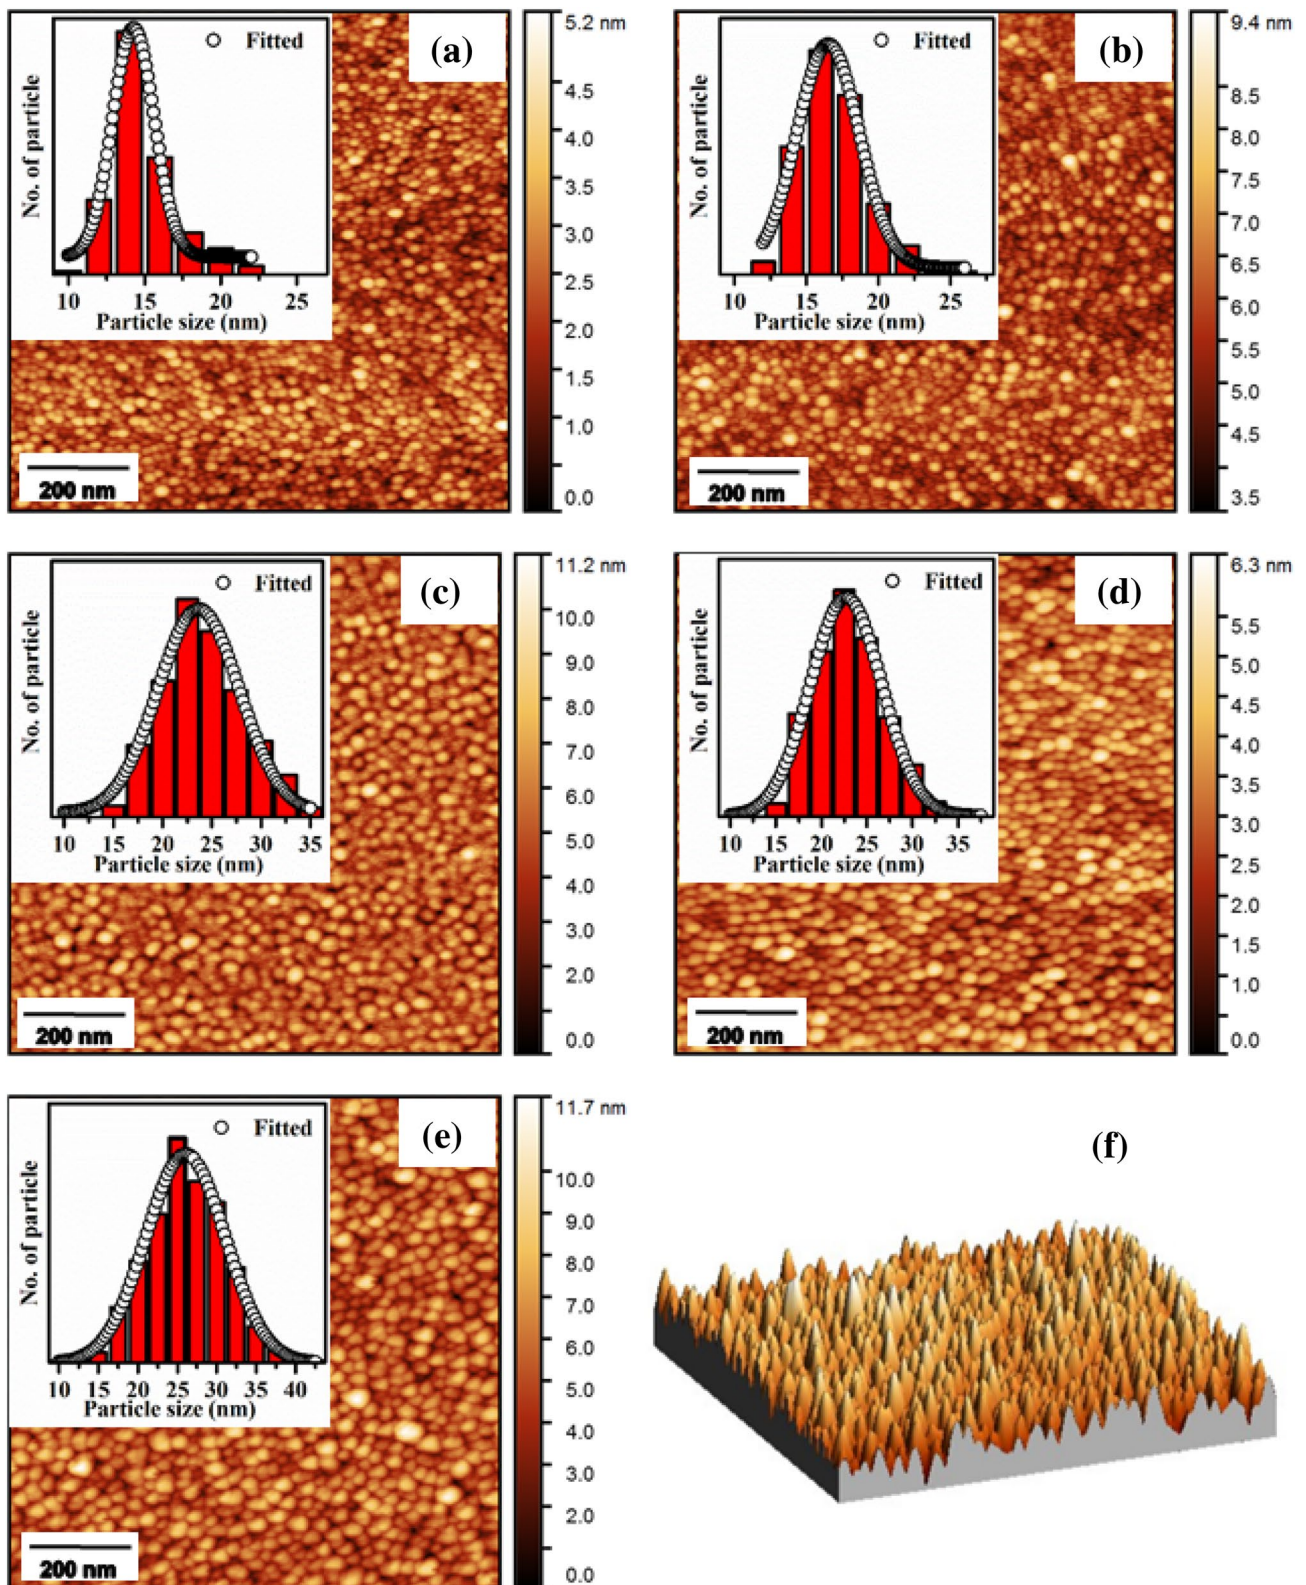 (a)
Fitted
No. of particle
10 15 20 25
Particle size (nm)
200 nm
5.2 nm
4.5
4.0
3.5
3.0
2.5
2.0
1.5
1.0
0.0
(b)
Fitted
No. of particle
10 15 20 25
Particle size (nm)
200 nm
9.4 nm
8.5
8.0
7.5
7.0
6.5
6.0
5.5
5.0
4.5
3.5
(c)
Fitted
No. of particle
10 15 20 25 30 35
Particle size (nm)
200 nm
11.2 nm
10.0
9.0
8.0
7.0
6.0
5.0
4.0
3.0
2.0
0.0
(d)
Fitted
No. of particle
10 15 20 25 30 35
Particle size (nm)
200 nm
6.3 nm
5.5
5.0
4.5
4.0
3.5
3.0
2.5
2.0
1.5
1.0
0.0
(e)
Fitted
No. of particle
10 15 20 25 30 35 40
Particle size (nm)
200 nm
11.7 nm
10.0
9.0
8.0
7.0
6.0
5.0
4.0
3.0
2.0
0.0
(f)